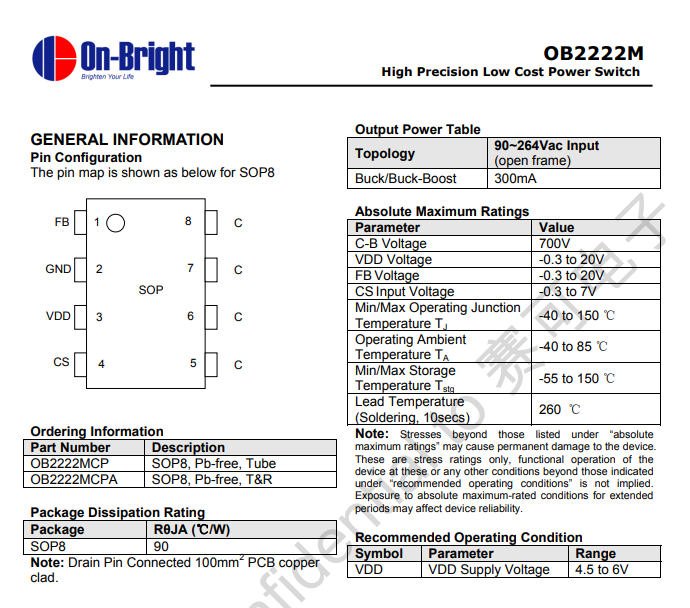 On-Bright
Brighten Your Life
OB2222M
High Precision Low Cost Power Switch
GENERAL INFORMATION
Pin Configuration
The pin map is shown as below for SOP8
FB 1 8 C
GND 2 7 C
SOP
VDD 3 6 C
CS 4 5 C
Ordering Information
Part Number Description
OB2222MCP SOP8, Pb-free, Tube
OB2222MCPA SOP8, Pb-free, T&R
Package Dissipation Rating
Package RθJA (℃/W)
SOP8 90
Note: Drain Pin Connected 100mm2 PCB copper
clad.
Output Power Table
Topology 90~264Vac Input
(open frame)
Buck/Buck-Boost 300mA
Absolute Maximum Ratings
Parameter Value
C-B Voltage 700V
VDD Voltage -0.3 to 20V
FB Voltage -0.3 to 20V
CS Input Voltage -0.3 to 7V
Min/Max Operating Junction
Temperature TJ -40 to 150 ℃
Operating Ambient
Temperature TA -40 to 85 ℃
Min/Max Storage
Temperature Tstg -55 to 150 ℃
Lead Temperature
(Soldering, 10secs) 260 ℃
Note: Stresses beyond those listed under “absolute
maximum ratings” may cause permanent damage to the device.
These are stress ratings only, functional operation of the
device at these or any other conditions beyond those indicated
under “recommended operating conditions” is not implied.
Exposure to absolute maximum-rated conditions for extended
periods may affect device reliability.
Recommended Operating Condition
Symbol Parameter Range
VDD VDD Supply Voltage 4.5 to 6V
nfidential to 赛可电子